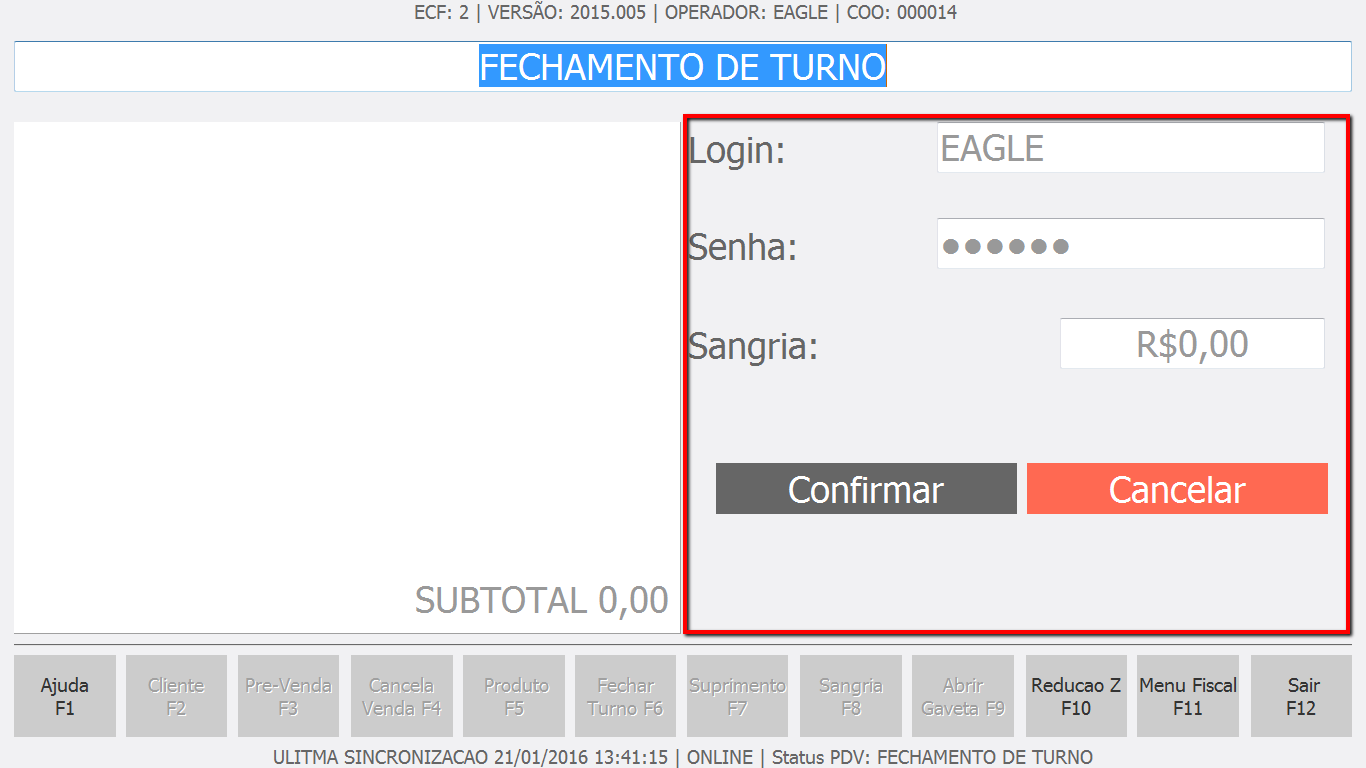 ECF: 2 | VERSÃO: 2015.005 | OPERADOR: EAGLE | COO: 000014
FECHAMENTO DE TURNO
Login: EAGLE
Senha: ●●●●●●
Sangria: R$0,00
Confirmar Cancelar
SUBTOTAL 0,00
Ajuda F1
Cliente F2
Pre-Venda F3
Cancela Venda F4
Produto F5
Fechar Turno F6
Suprimento F7
Sangria F8
Abrir Gaveta F9
Reducao Z F10
Menu Fiscal F11
Sair F12
ULITMA SINCRONIZACAO 21/01/2016 13:41:15 | ONLINE | Status PDV: FECHAMENTO DE TURNO